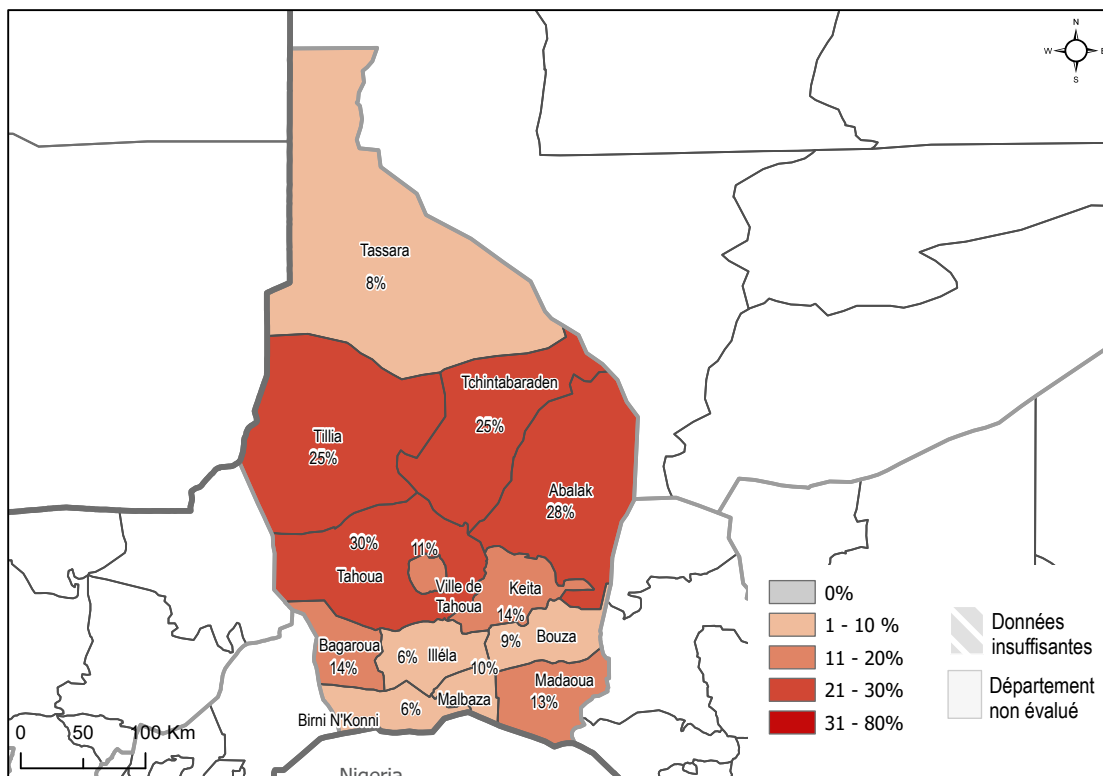 N
W
E
S
Tassara
8%
Tchintabaraden
25%
Tillia
25%
Abalak
28%
30%
11%
Tahoua
Ville de
Tahoua
Keita
14%
Bagaroua
14%
6%
Illéla
9%
Bouza
10%
Madaoua
13%
Malbaza
Birni N'Konni
6%
0%
1 - 10 %
11 - 20%
21 - 30%
31 - 80%
Données
insuffisantes
Département
non évalué
0 50 100 Km
Nigeria